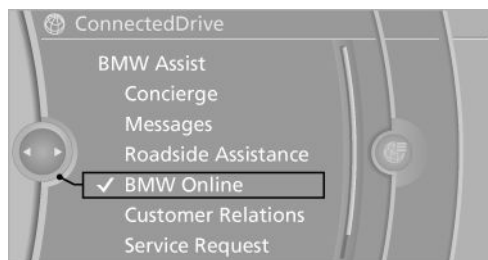 ConnectedDrive
BMW Assist
Concierge
Messages
Roadside Assistance
✓ BMW Online
Customer Relations
Service Request